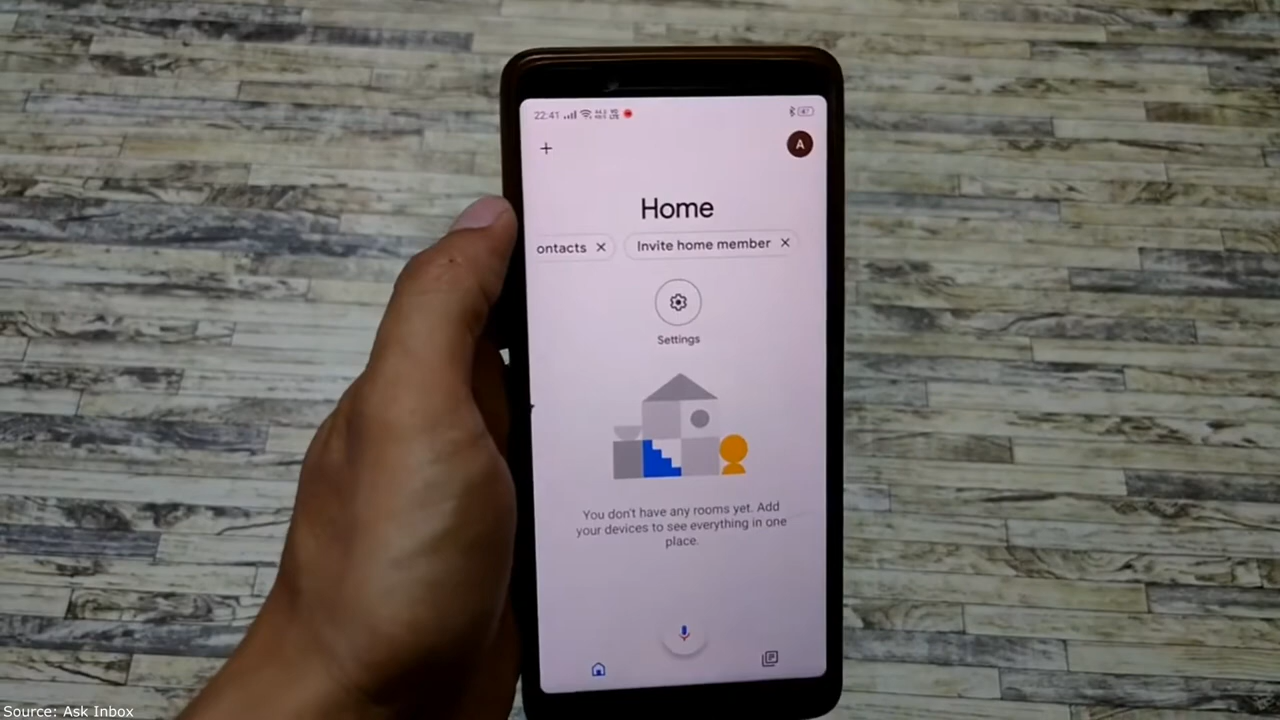 22:41
A
Home
ontacts ✕ Invite home member ✕
Settings
You don't have any rooms yet. Add
your devices to see everything in one
place.
Source: Ask Inbox